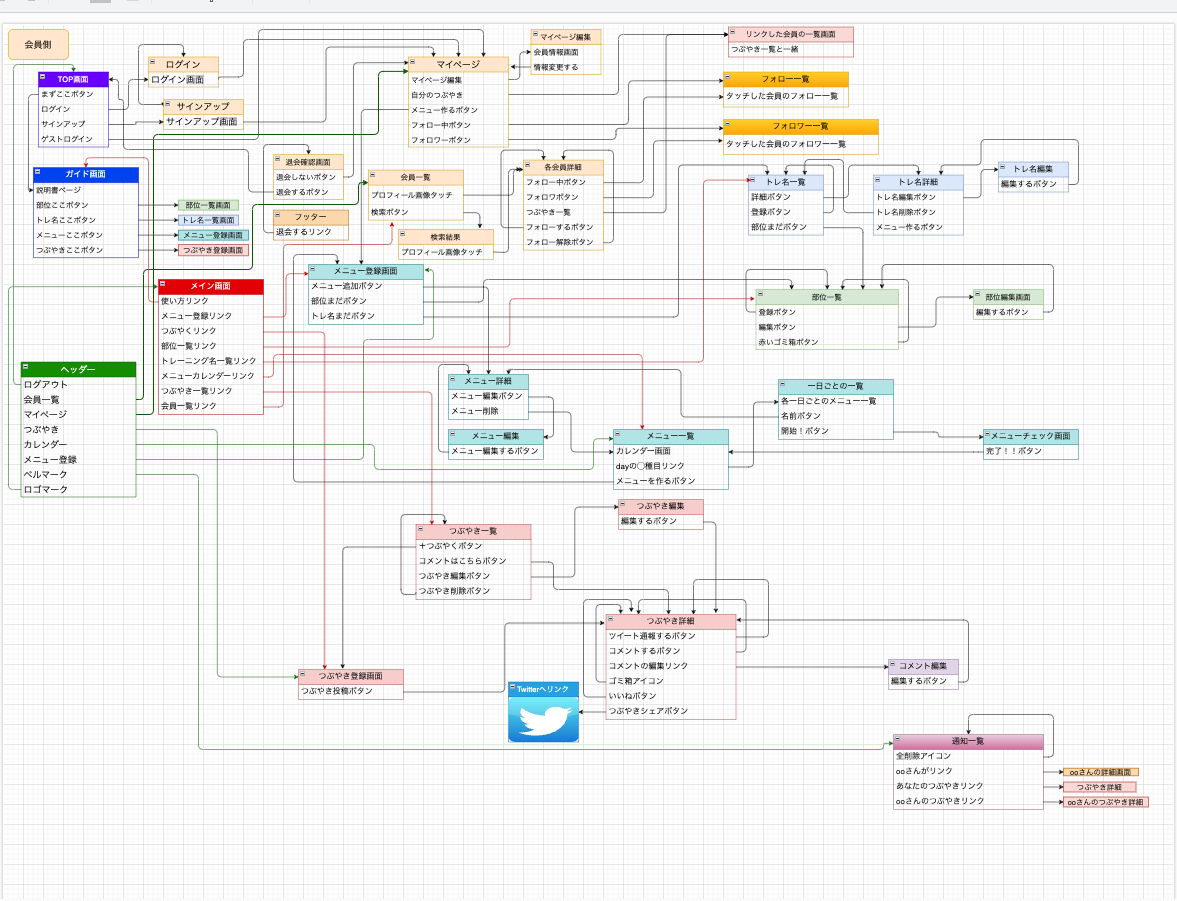 会員側
TOP画面
まずここボタン
ログイン
サインアップ
ゲストログイン
ログイン
ログイン画面
サインアップ
サインアップ画面
マイページ
マイページ編集
自分のつぶやき
メニュー作るボタン
フォロー中ボタン
フォロワーボタン
マイページ編集
会員情報画面
情報変更する
リンクした会員の一覧画面
つぶやき一覧と一緒
フォロー一覧
タッチした会員のフォロー一覧
フォロワー一覧
タッチした会員のフォロワー一覧
ガイド画面
説明書ページ
部位ここボタン
トレ名ここボタン
メニューここボタン
つぶやきここボタン
部位一覧画面
トレ名一覧画面
メニュー登録画面
つぶやき登録画面
退会確認画面
退会しないボタン
退会するボタン
フッター
退会するリンク
会員一覧
プロフィール画像タッチ
検索ボタン
検索結果
プロフィール画像タッチ
各会員詳細
フォロー中ボタン
フォロワボタン
つぶやき一覧
フォローするボタン
フォロー解除ボタン
トレ名一覧
詳細ボタン
登録ボタン
部位まだボタン
トレ名詳細
トレ名編集ボタン
トレ名削除ボタン
メニュー作るボタン
トレ名編集
編集するボタン
メイン画面
使い方リンク
メニュー登録リンク
つぶやくリンク
部位一覧リンク
トレーニング名一覧リンク
メニューカレンダーリンク
つぶやき一覧リンク
会員一覧リンク
メニュー登録画面
メニュー追加ボタン
部位まだボタン
トレ名まだボタン
部位一覧
登録ボタン
編集ボタン
赤いゴミ箱ボタン
部位編集画面
編集するボタン
ヘッダー
ログアウト
会員一覧
マイページ
つぶやき
カレンダー
メニュー登録
ベルマーク
ロゴマーク
メニュー詳細
メニュー編集ボタン
メニュー削除
メニュー編集
メニュー編集するボタン
メニュー一覧
カレンダー画面
dayの◯種目リンク
メニューを作るボタン
一日ごとの一覧
各一日ごとのメニュー一覧
名前ボタン
開始！ボタン
メニューチェック画面
完了！！ボタン
つぶやき一覧
＋つぶやくボタン
コメントはこちらボタン
つぶやき編集ボタン
つぶやき削除ボタン
つぶやき編集
編集するボタン
つぶやき詳細
ツイート通報するボタン
コメントするボタン
コメントの編集リンク
ゴミ箱アイコン
いいねボタン
つぶやきシェアボタン
コメント編集
編集するボタン
つぶやき登録画面
つぶやき投稿ボタン
Twitterへリンク
通知一覧
全削除アイコン
ooさんがリンク
あなたのつぶやきリンク
ooさんのつぶやきリンク
ooさんの詳細画面
つぶやき詳細
ooさんのつぶやき詳細